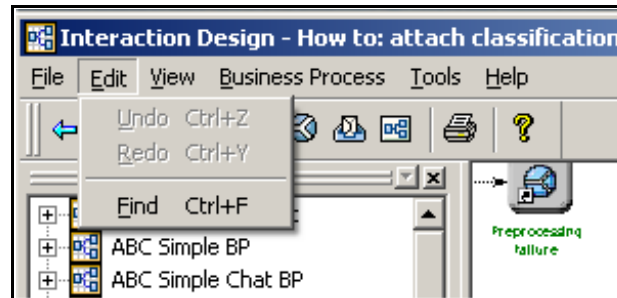 Interaction Design - How to: attach classification
File Edit View Business Process Tools Help
Undo Ctrl+Z
Redo Ctrl+Y
Find Ctrl+F
ABC Simple BP
ABC Simple Chat BP
Preprocessing
failure